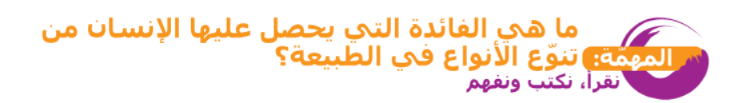 ما هي الفائدة التي يحصل عليها الإنسان من
المهمّة: تنوّع الأنواع في الطبيعة؟
نقرأ، نكتب ونفهم